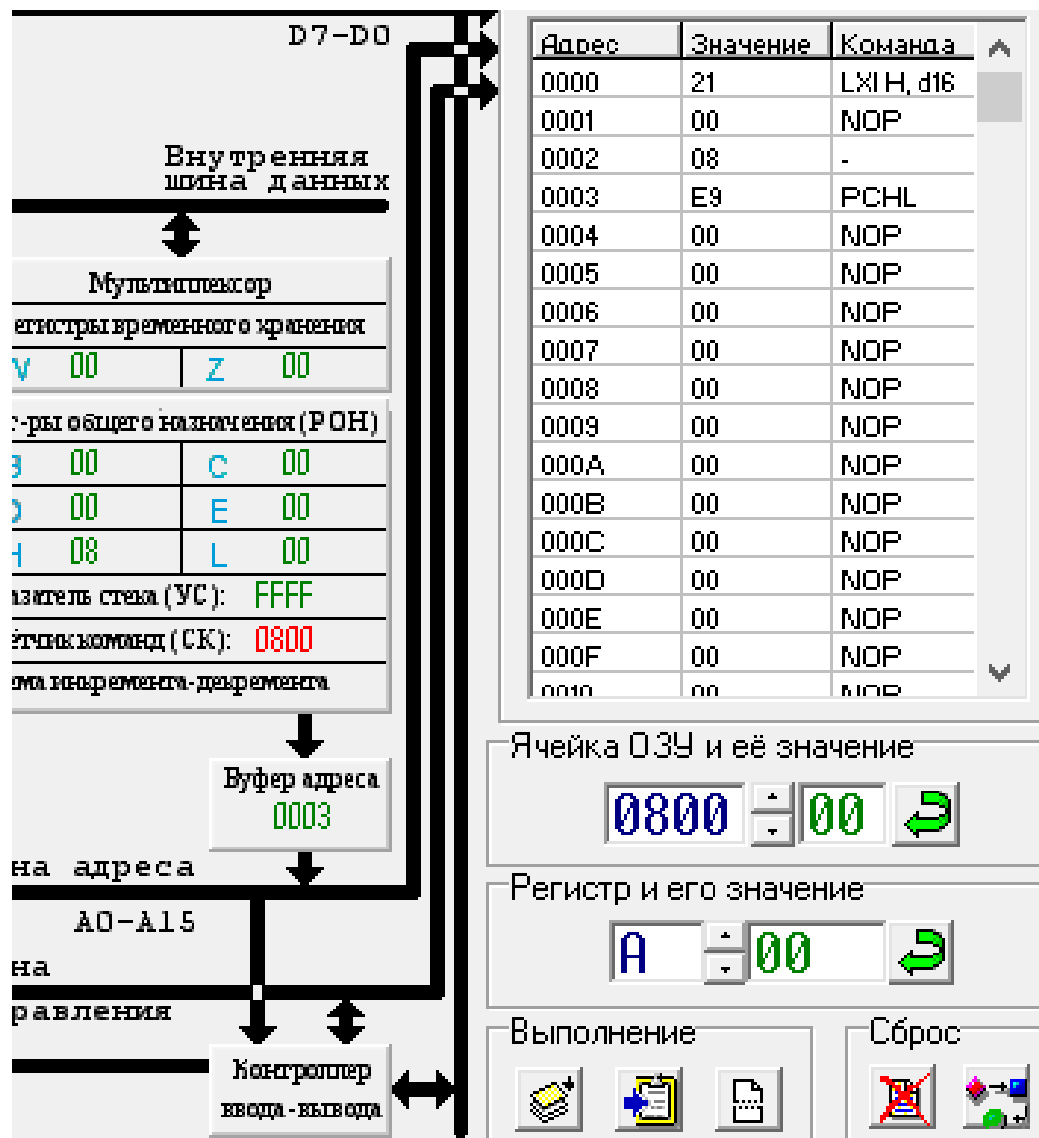 D7-D0
Внутренняя
шина данных
Мультиплексор
егистры временного хранения
W 00 Z 00
г-ры общего назначения (РОН)
B 00 C 00
D 00 E 00
H 08 L 00
азатель стека (УС): FFFF
ётчик команд (СК): 0800
ема инкремента-декремента
Буфер адреса
0003
на адреса
A0-A15
на
равления
Контроллер
ввода-вывода
Адрес Значение Команда
0000 21 LXI H, d16
0001 00 NOP
0002 08 -
0003 E9 PCHL
0004 00 NOP
0005 00 NOP
0006 00 NOP
0007 00 NOP
0008 00 NOP
0009 00 NOP
000A 00 NOP
000B 00 NOP
000C 00 NOP
000D 00 NOP
000E 00 NOP
000F 00 NOP
0010 00 NOP
Ячейка ОЗУ и её значение
0800 00
Регистр и его значение
A 00
Выполнение
Сброс